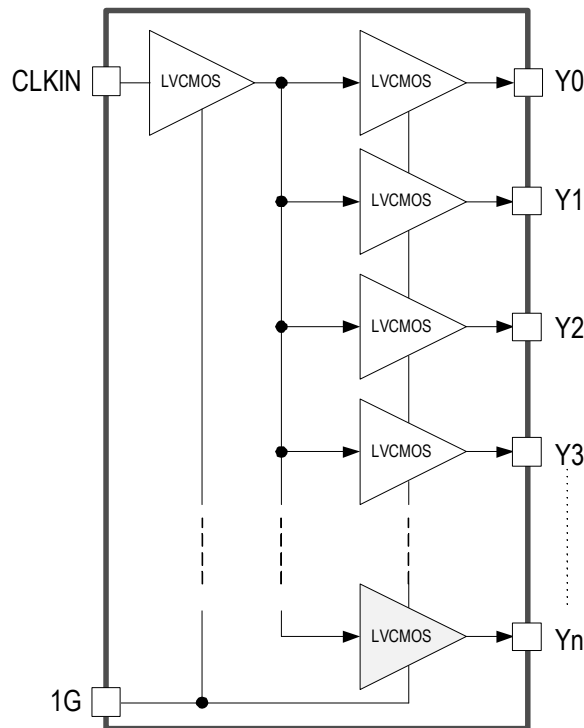 CLKIN
LVCMOS
LVCMOS
Y0
LVCMOS
Y1
LVCMOS
Y2
LVCMOS
Y3
LVCMOS
Yn
1G